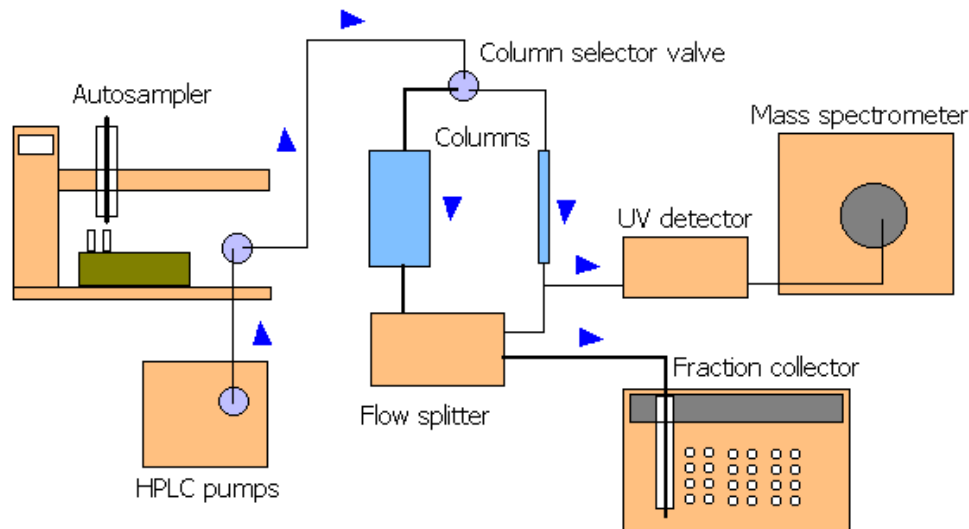 Column selector valve
Autosampler
Mass spectrometer
Columns
UV detector
Fraction collector
Flow splitter
HPLC pumps